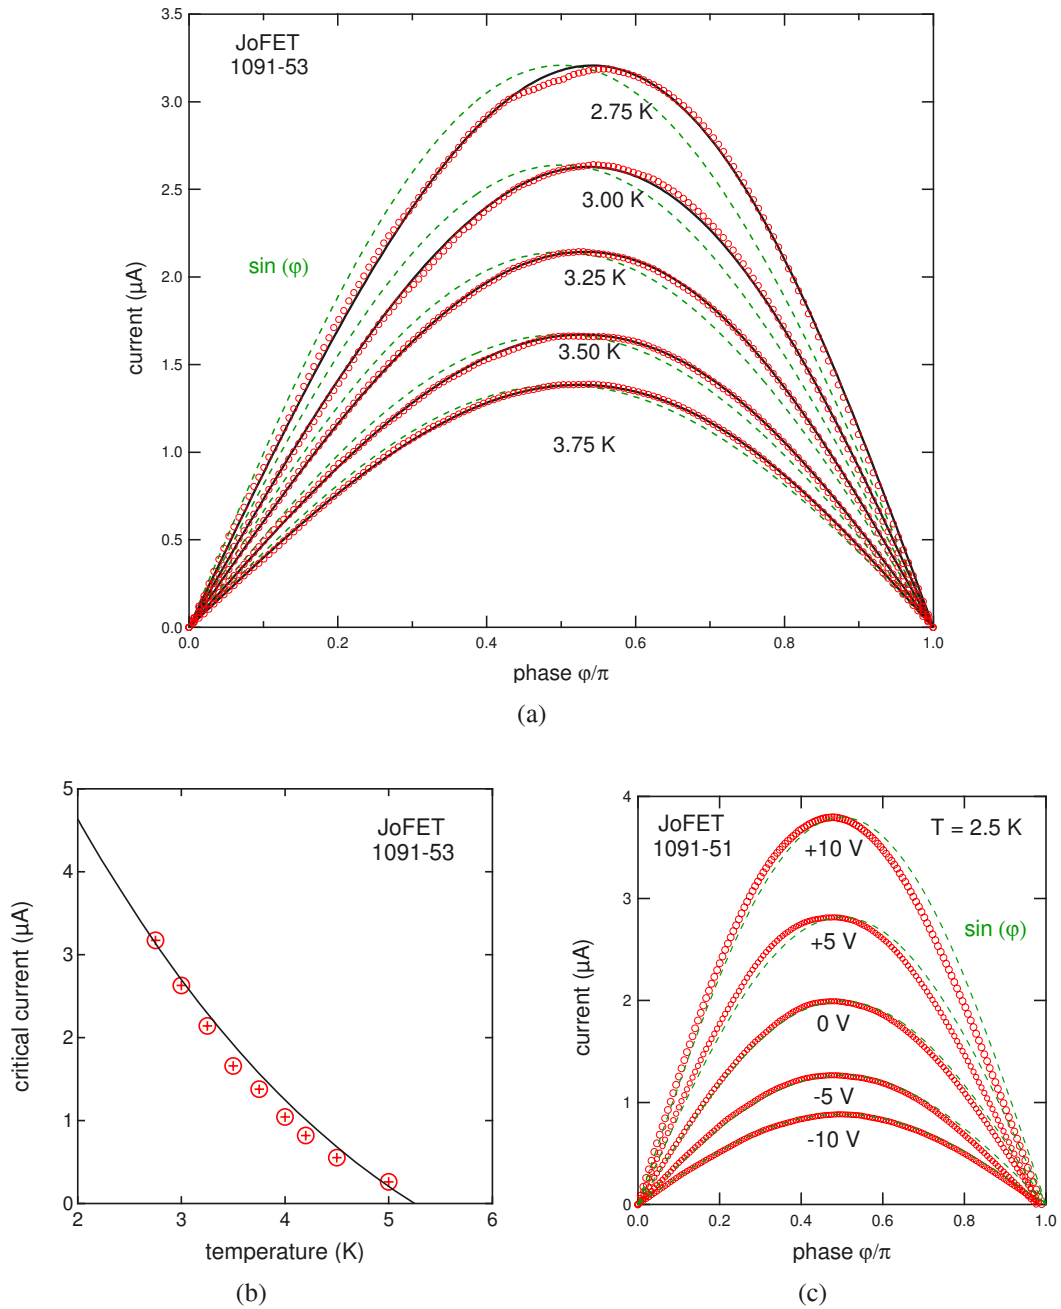 3.5
3.0
2.5
2.0
1.5
1.0
0.5
0.0
current (µA)
JoFET
1091-53
2.75 K
3.00 K
sin (φ)
3.25 K
3.50 K
3.75 K
0.0 0.2 0.4 0.6 0.8 1.0
phase φ/π
(a)
5
4
3
2
1
0
critical current (µA)
JoFET
1091-53
2 3 4 5 6
temperature (K)
(b)
4
3
2
1
0
current (µA)
JoFET
1091-51
T = 2.5 K
+10 V
sin (φ)
+5 V
0 V
-5 V
-10 V
0.0 0.2 0.4 0.6 0.8 1.0
phase φ/π
(c)